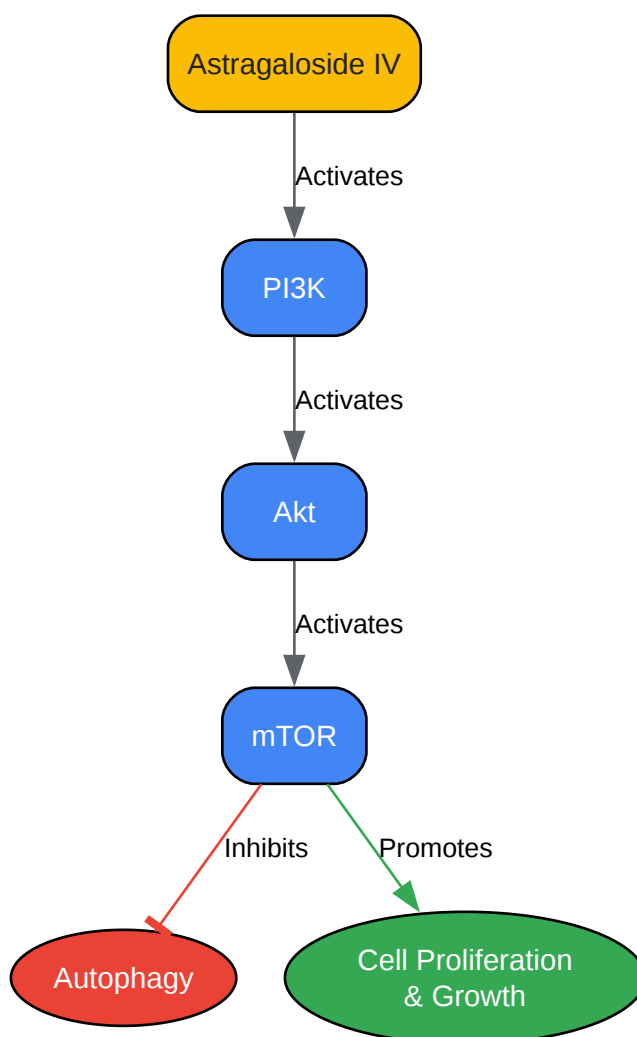 Astragaloside IV
Activates
PI3K
Activates
Akt
Activates
mTOR
Inhibits
Promotes
Autophagy
Cell Proliferation
& Growth